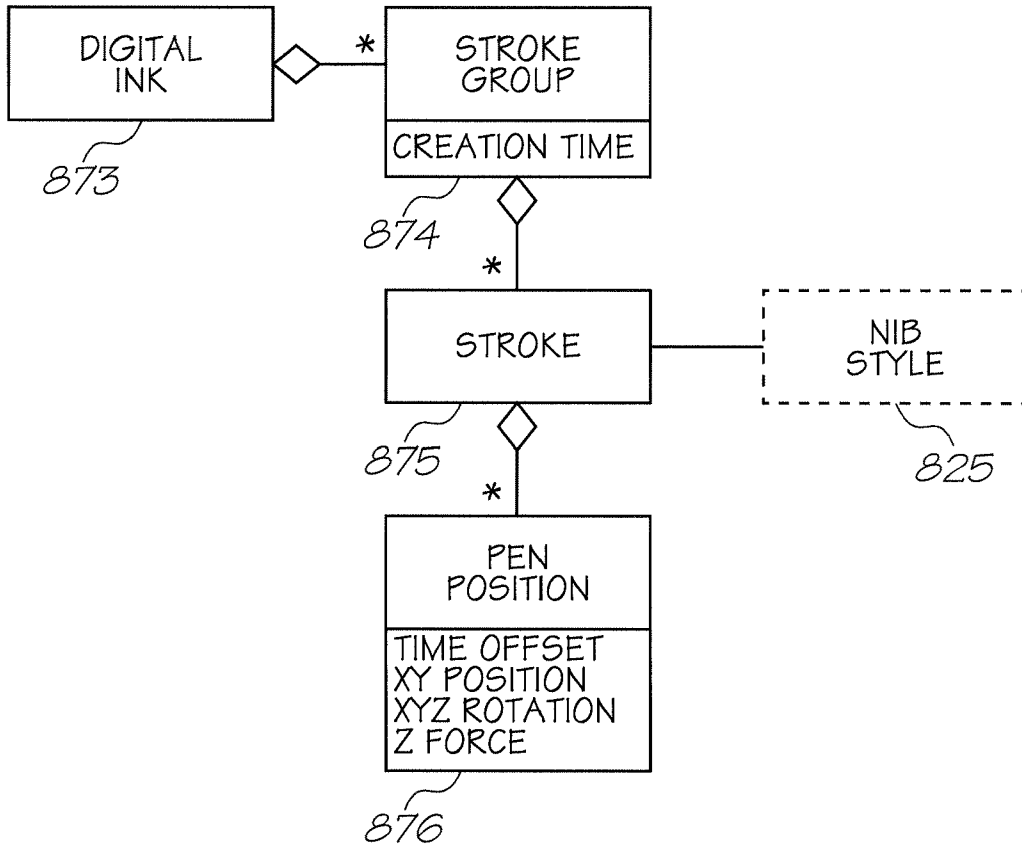 DIGITAL
INK
*
STROKE
GROUP
CREATION TIME
873
874
*
STROKE
NIB
STYLE
875
825
*
PEN
POSITION
TIME OFFSET
XY POSITION
XYZ ROTATION
Z FORCE
876